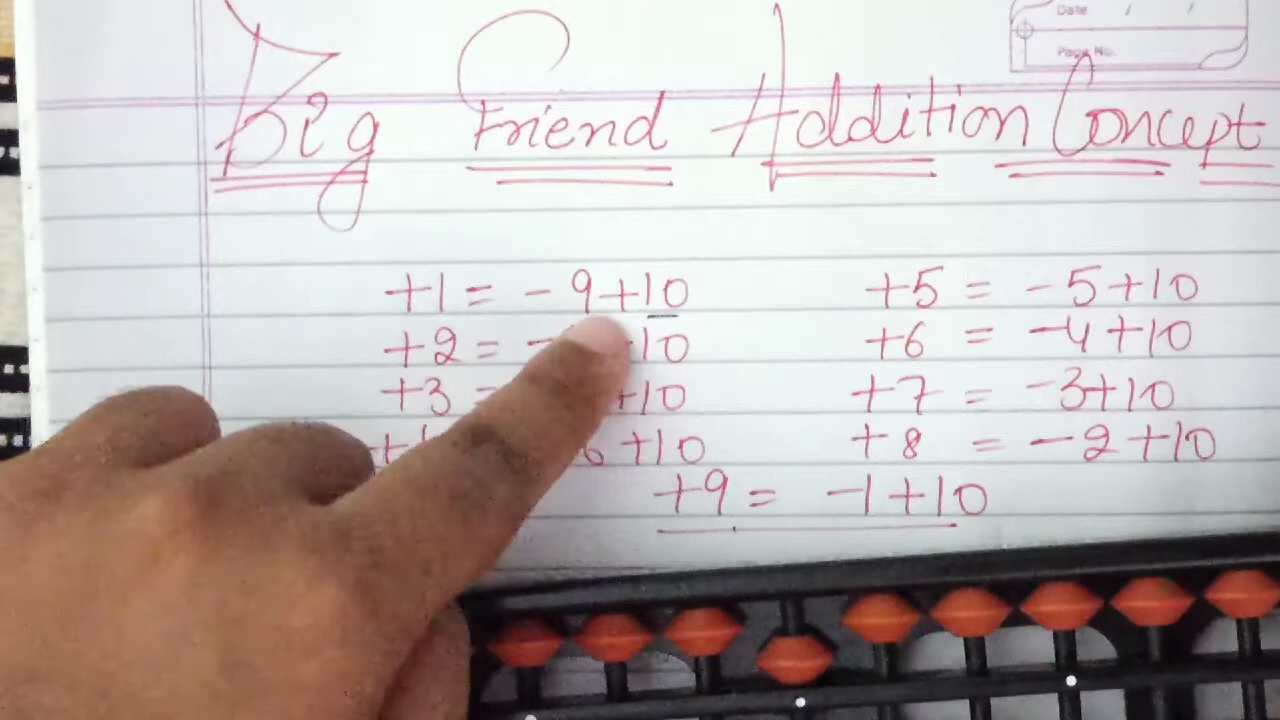 Date / /
Page No.
Big Friend Addition Concept
+1 = -9+10 +5 = -5+10
+2 = - 10 +6 = -4+10
+3 = +10 +7 = -3+10
6+10 +8 = -2+10
+9 = -1+10